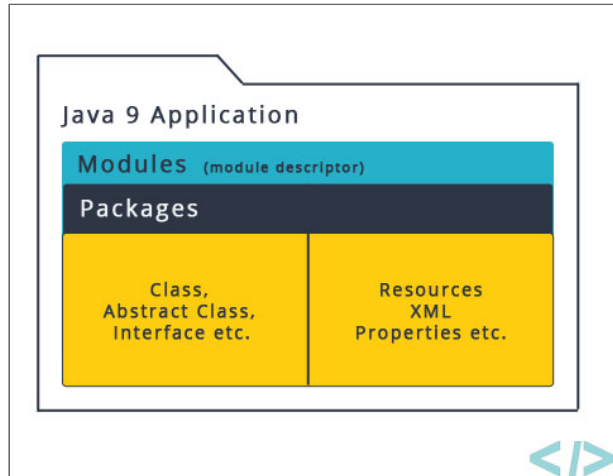 Java 9 Application
Modules (module descriptor)
Packages
Class,
Abstract Class,
Interface etc.
Resources
XML
Properties etc.
</>